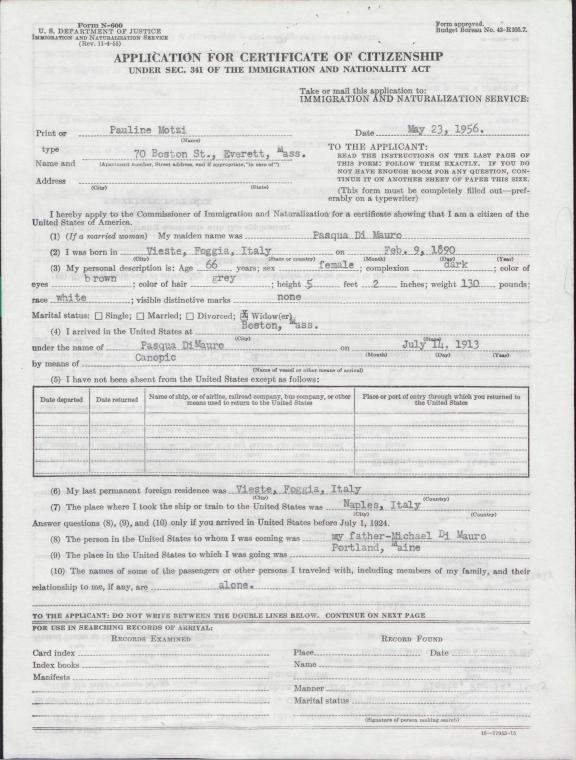 Form N-600
U. S. DEPARTMENT OF JUSTICE
IMMIGRATION AND NATURALIZATION SERVICE
(Rev. 11-4-55)
Form approved.
Budget Bureau No. 43-R105.7.
APPLICATION FOR CERTIFICATE OF CITIZENSHIP
UNDER SEC. 341 OF THE IMMIGRATION AND NATIONALITY ACT
Take or mail this application to:
IMMIGRATION AND NATURALIZATION SERVICE:
Print or Pauline Motzi
(Name)
type 70 Boston St., Everett, Mass.
Name and (Apartment number, Street address, and if appropriate, "in care of")
Address
(City) (State)
Date May 23, 1956.
TO THE APPLICANT:
READ THE INSTRUCTIONS ON THE LAST PAGE OF
THIS FORM: FOLLOW THEM EXACTLY. IF YOU DO
NOT HAVE ENOUGH ROOM FOR ANY QUESTION, CON-
TINUE IT ON ANOTHER SHEET OF PAPER THIS SIZE.
(This form must be completely filled out—pref-
erably on a typewriter)
I hereby apply to the Commissioner of Immigration and Naturalization for a certificate showing that I am a citizen of the
United States of America.
(1) (If a married woman) My maiden name was Pasqua Di Mauro
(2) I was born in Vieste, Foggia, Italy on Feb. 9, 1890
(City) (State or country) (Month) (Day) (Year)
(3) My personal description is: Age 66 years; sex female; complexion dark; color of
eyes brown; color of hair grey; height 5 feet 2 inches; weight 130 pounds;
race white; visible distinctive marks none
Marital status: ☐ Single; ☐ Married; ☐ Divorced; ☒ Widow(er)
(4) I arrived in the United States at Boston, Mass.
(City) (State)
under the name of Pasqua DiMauro on July 14, 1913
(Month) (Day) (Year)
by means of Canopic
(Name of vessel or other means of arrival)
(5) I have not been absent from the United States except as follows:
Date departed Date returned Name of ship, or of airline, railroad company, bus company, or other means used to return to the United States Place or port of entry through which you returned to the United States
(6) My last permanent foreign residence was Vieste, Foggia, Italy
(City) (Country)
(7) The place where I took the ship or train to the United States was Naples, Italy
(City) (Country)
Answer questions (8), (9), and (10) only if you arrived in United States before July 1, 1924.
(8) The person in the United States to whom I was coming was my father-Michael Di Mauro
(9) The place in the United States to which I was going was Portland, Maine
(10) The names of some of the passengers or other persons I traveled with, including members of my family, and their
relationship to me, if any, are alone.
TO THE APPLICANT: DO NOT WRITE BETWEEN THE DOUBLE LINES BELOW. CONTINUE ON NEXT PAGE
FOR USE IN SEARCHING RECORDS OF ARRIVAL:
RECORDS EXAMINED
RECORD FOUND
Card index
Place Date
Index books
Name
Manifests
Manner
Marital status
(Signature of person making search)